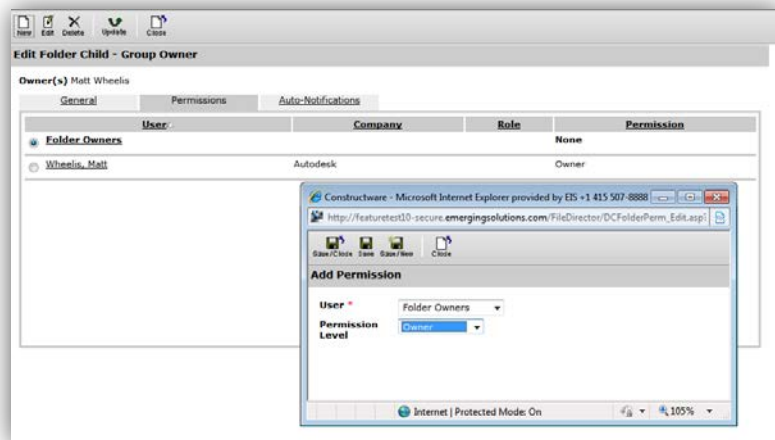 New Edit Delete Update Close
Edit Folder Child - Group Owner
Owner(s) Matt Wheelis
General Permissions Auto-Notifications
User Company Role Permission
Folder Owners None
Wheelis, Matt Autodesk Owner
Constructware - Microsoft Internet Explorer provided by EIS +1 415 507-8888
http://featuretest10-secure.emergingsolutions.com/FileDirector/DCFolderPerm_Edit.asp?
Save/Close Save Save/New Close
Add Permission
User * Folder Owners
Permission Level Owner
Internet | Protected Mode: On 105%